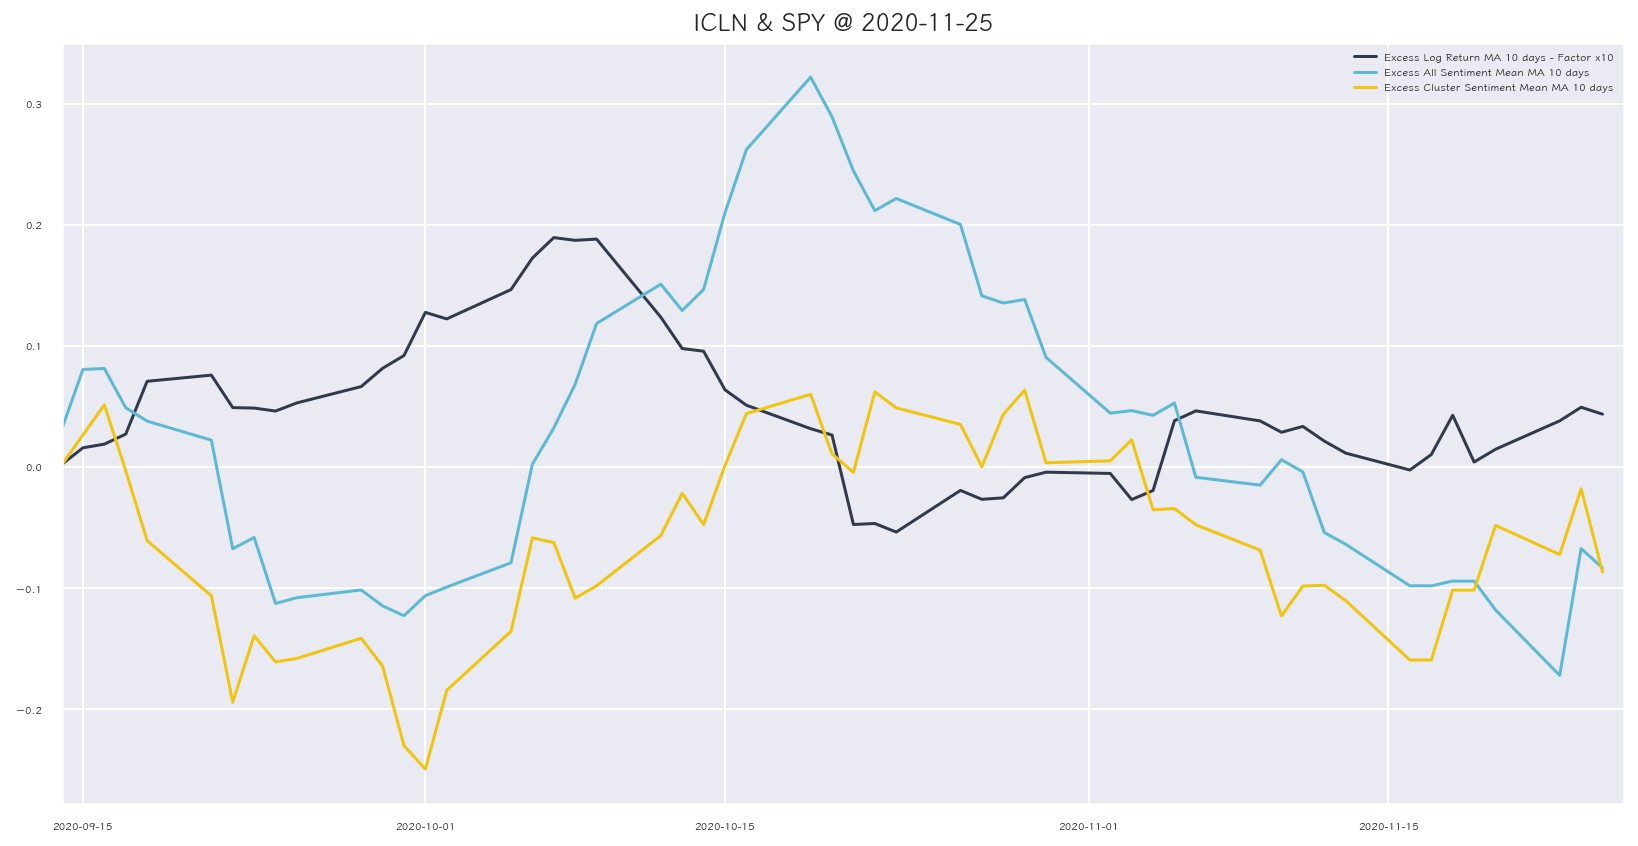 ICLN & SPY @ 2020-11-25
Excess Log Return MA 10 days - Factor x10
Excess All Sentiment Mean MA 10 days
Excess Cluster Sentiment Mean MA 10 days
0.3
0.2
0.1
0.0
−0.1
−0.2
2020-09-15 2020-10-01 2020-10-15 2020-11-01 2020-11-15